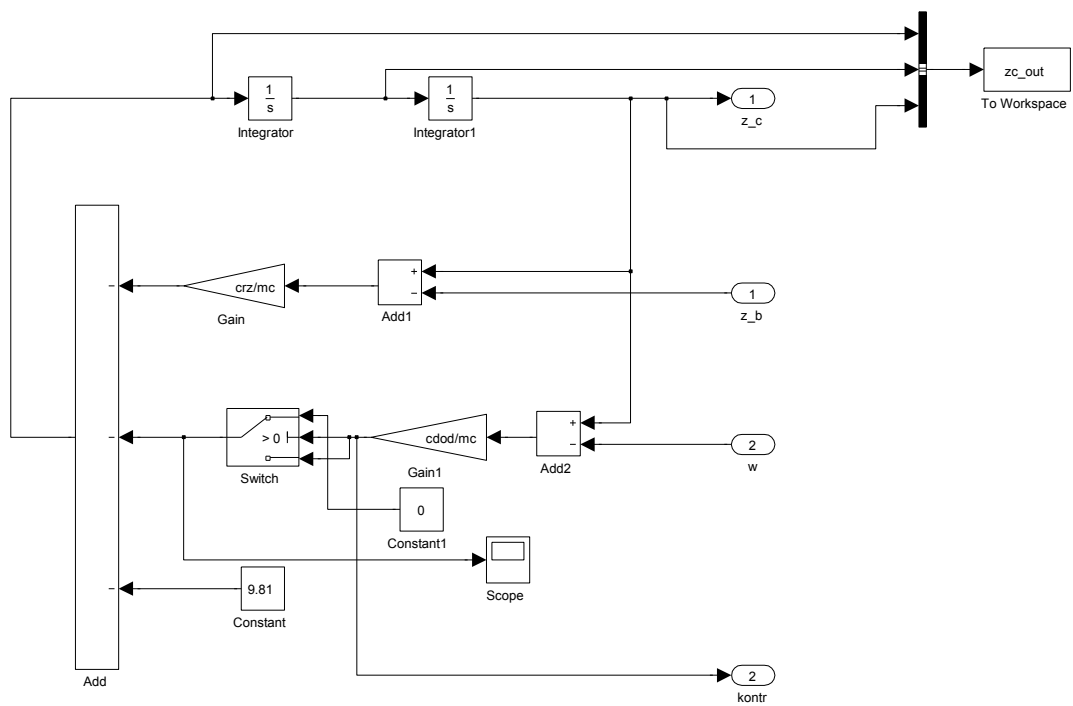 1
s
Integrator
1
s
Integrator1
1
z_c
zc_out
To Workspace
−
crz/mc
Gain
+
−
Add1
1
z_b
−
> 0
Switch
cdod/mc
Gain1
+
−
Add2
2
w
0
Constant1
Scope
−
9.81
Constant
Add
2
kontr